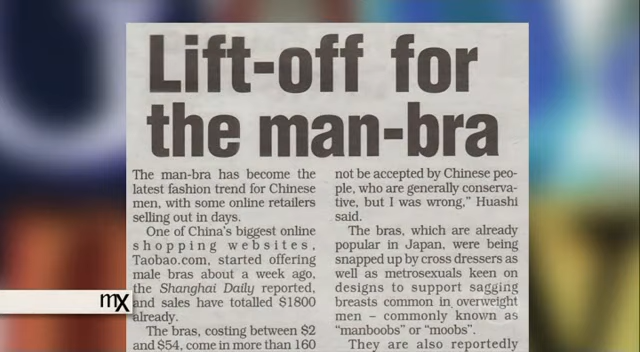 Lift-off for
the man-bra
The man-bra has become the
latest fashion trend for Chinese
men, with some online retailers
selling out in days.
One of China's biggest online
shopping websites,
Taobao.com, started offering
male bras about a week ago,
the Shanghai Daily reported,
and sales have totalled $1800
already.
The bras, costing between $2
and $54, come in more than 160
not be accepted by Chinese peo-
ple, who are generally conserva-
tive, but I was wrong," Huashi
said.
The bras, which are already
popular in Japan, were being
snapped up by cross dressers as
well as metrosexuals keen on
designs to support sagging
breasts common in overweight
men – commonly known as
"manboobs" or "moobs".
They are also reportedly
mX